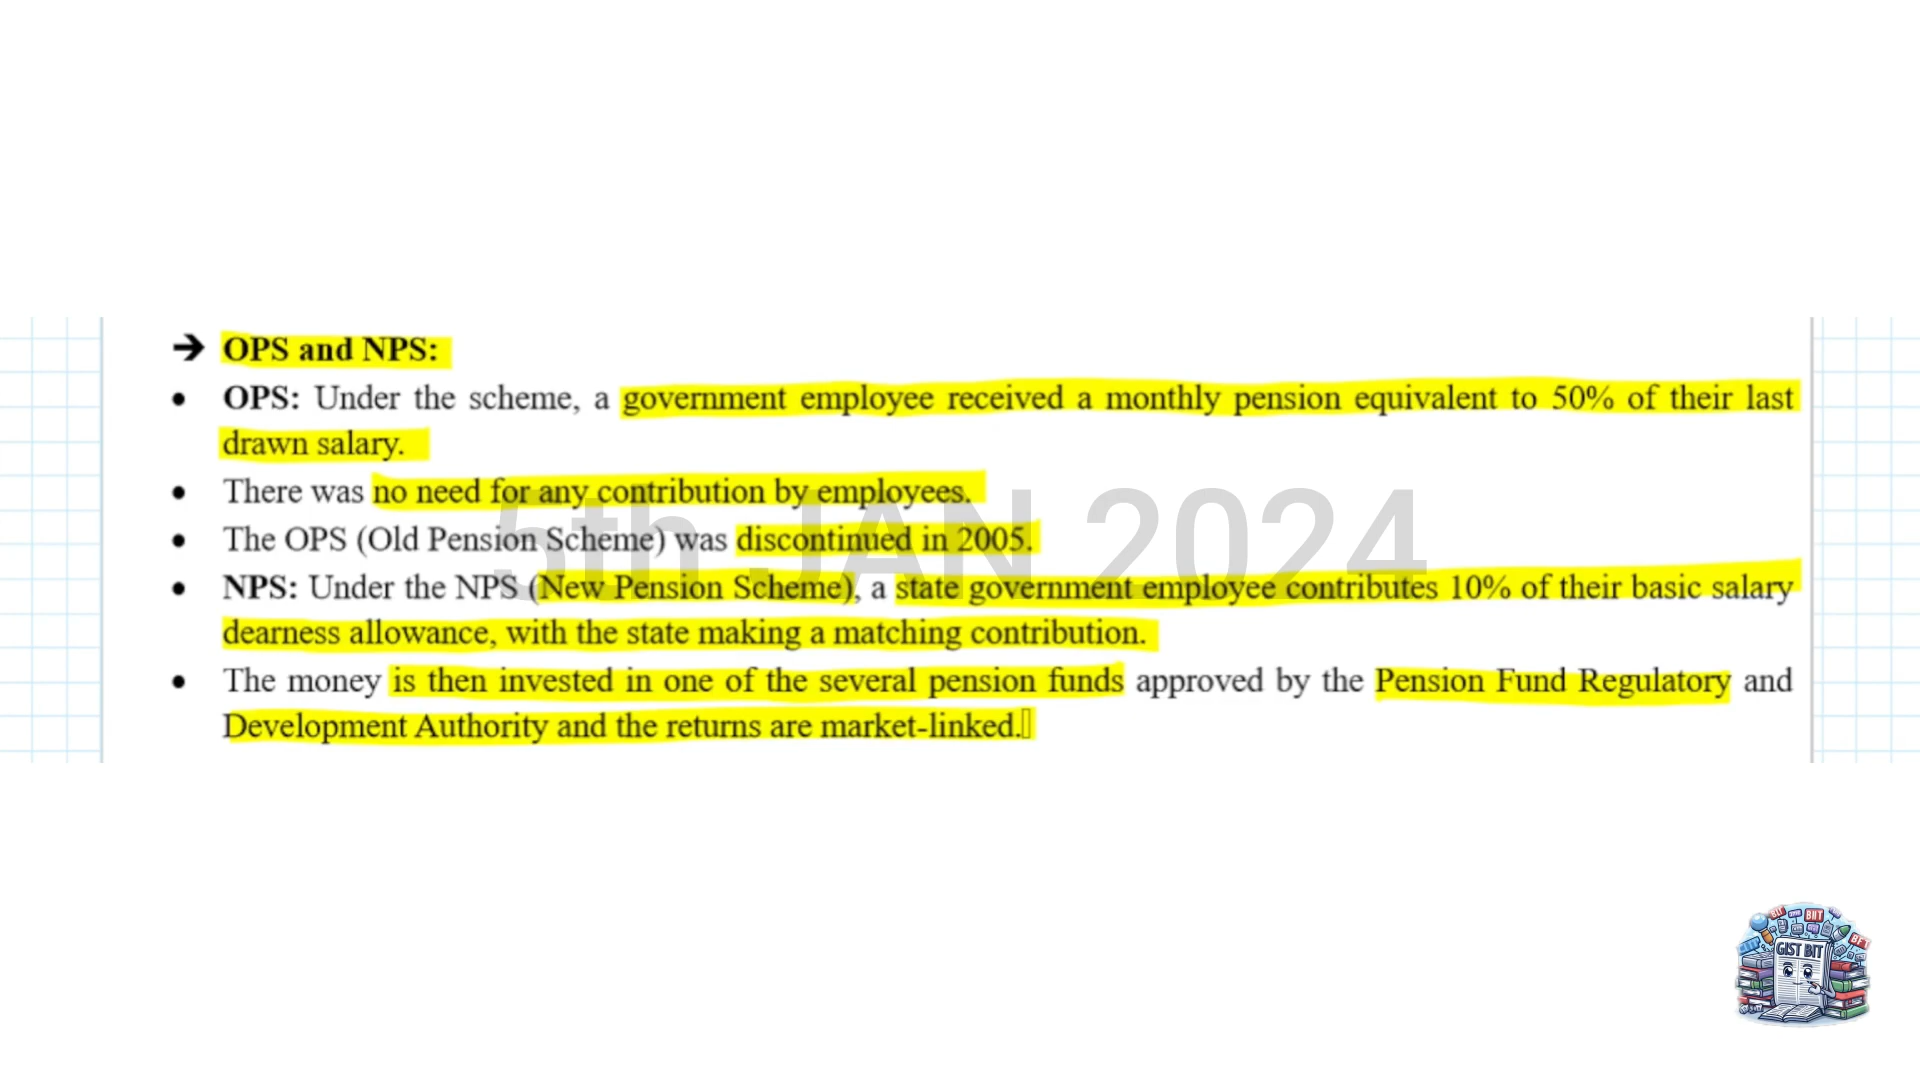 ➔ OPS and NPS:
• OPS: Under the scheme, a government employee received a monthly pension equivalent to 50% of their last
drawn salary.
• There was no need for any contribution by employees.
• The OPS (Old Pension Scheme) was discontinued in 2005.
5th JAN 2024
• NPS: Under the NPS (New Pension Scheme), a state government employee contributes 10% of their basic salary
dearness allowance, with the state making a matching contribution.
• The money is then invested in one of the several pension funds approved by the Pension Fund Regulatory and
Development Authority and the returns are market-linked.
GIST BIT